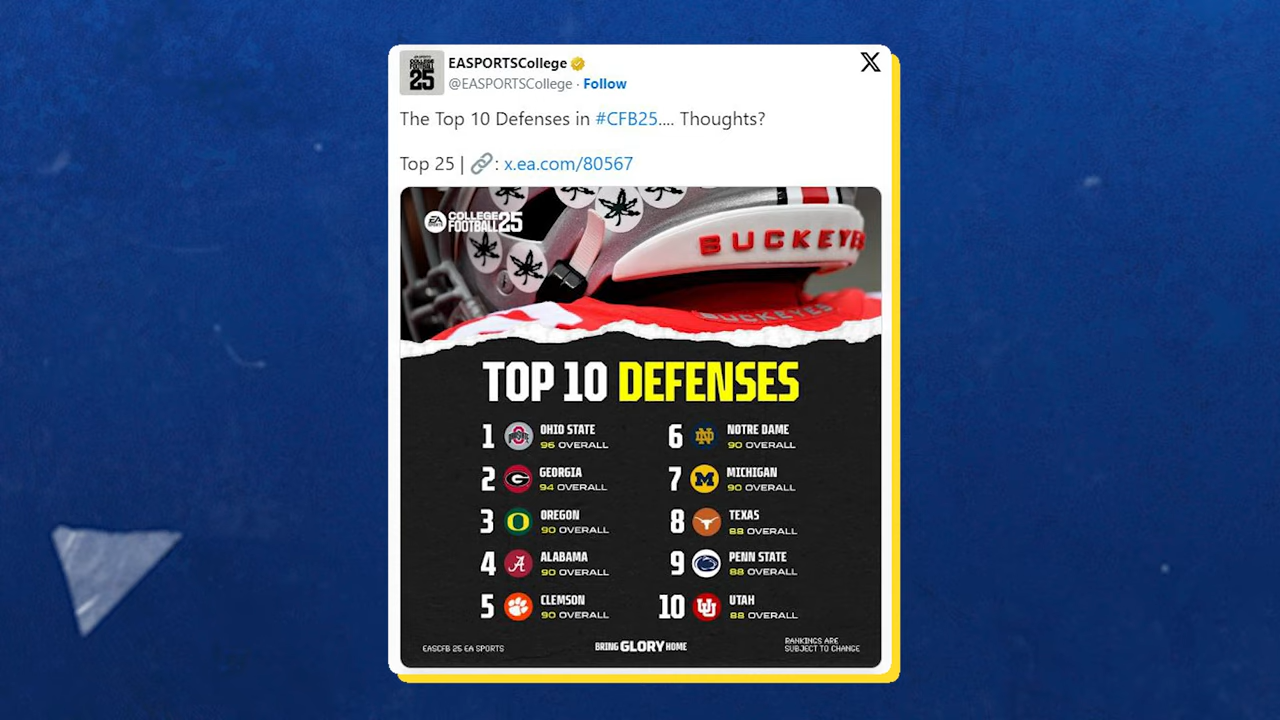 EASPORTSCollege
@EASPORTSCollege · Follow
The Top 10 Defenses in #CFB25.... Thoughts?
Top 25 | 🔗: x.ea.com/80567
EA SPORTS COLLEGE FOOTBALL 25
BUCKEYES
BUCKEYES
TOP 10 DEFENSES
1 OHIO STATE
96 OVERALL
2 GEORGIA
94 OVERALL
3 OREGON
90 OVERALL
4 ALABAMA
90 OVERALL
5 CLEMSON
90 OVERALL
6 NOTRE DAME
90 OVERALL
7 MICHIGAN
90 OVERALL
8 TEXAS
88 OVERALL
9 PENN STATE
88 OVERALL
10 UTAH
88 OVERALL
EASCFB 25 EA SPORTS
BRING GLORY HOME
RANKINGS ARE
SUBJECT TO CHANGE